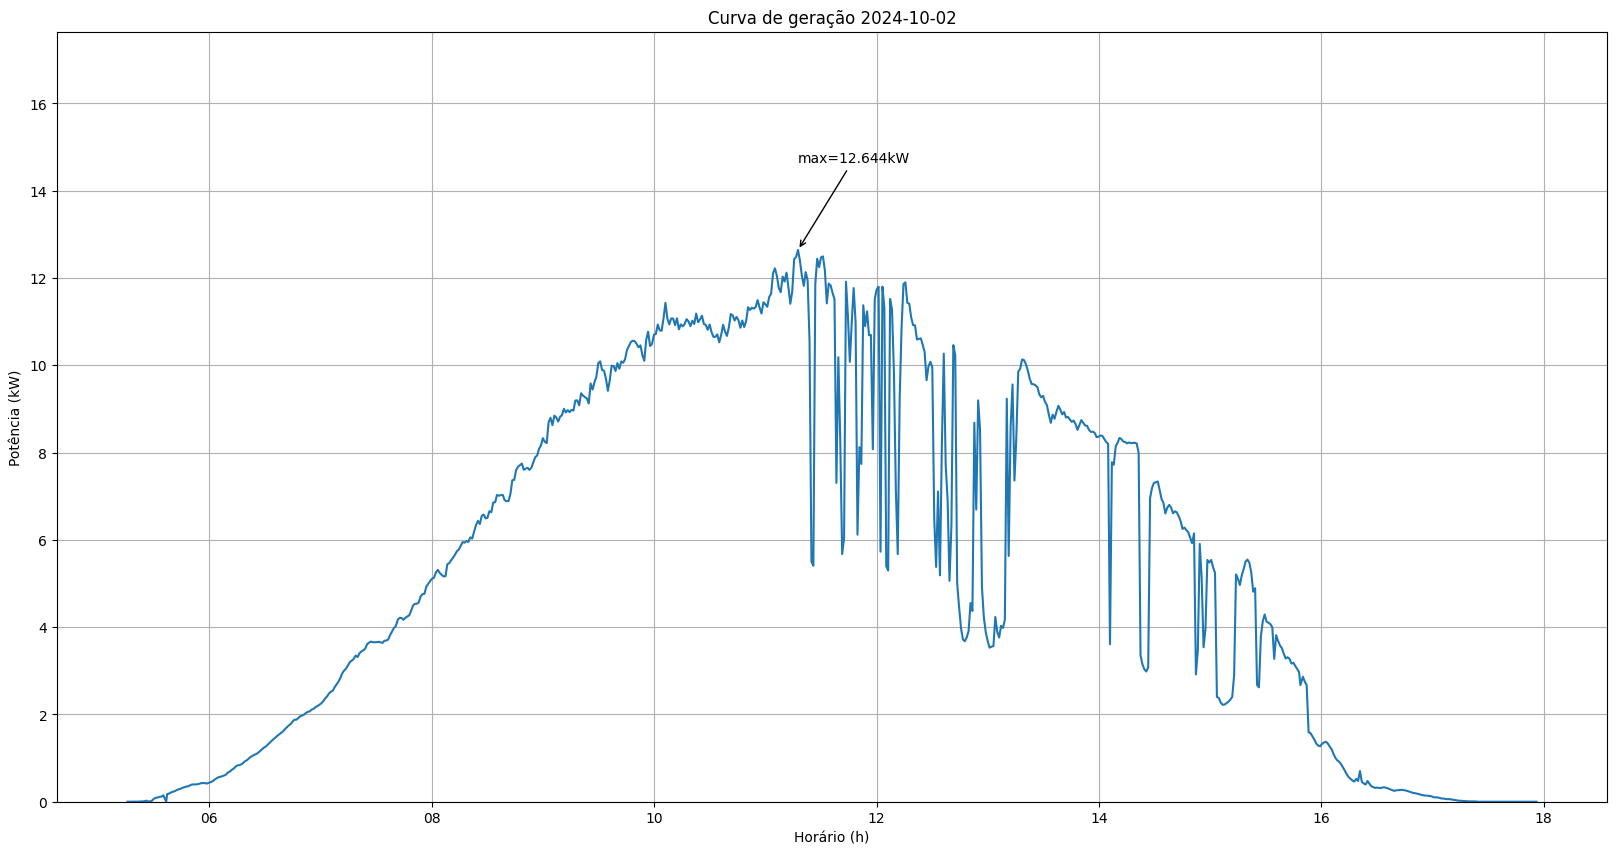 Curva de geração 2024-10-02
16
14
12
10
8
6
4
2
0
Potência (kW)
max=12.644kW
06 08 10 12 14 16 18
Horário (h)